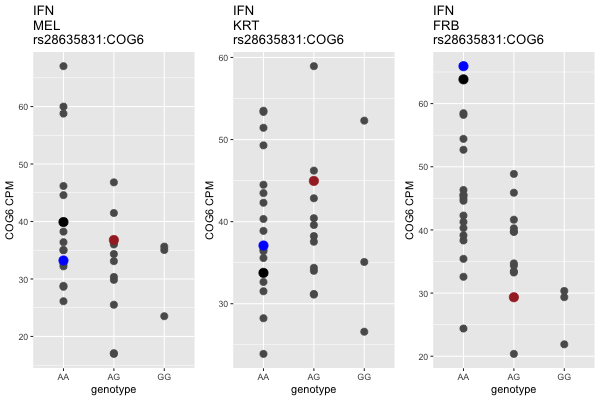 IFN
MEL
rs28635831:COG6
COG6 CPM
60
50
40
30
20
AA AG GG
genotype
IFN
KRT
rs28635831:COG6
COG6 CPM
60
50
40
30
AA AG GG
genotype
IFN
FRB
rs28635831:COG6
COG6 CPM
60
50
40
30
20
AA AG GG
genotype